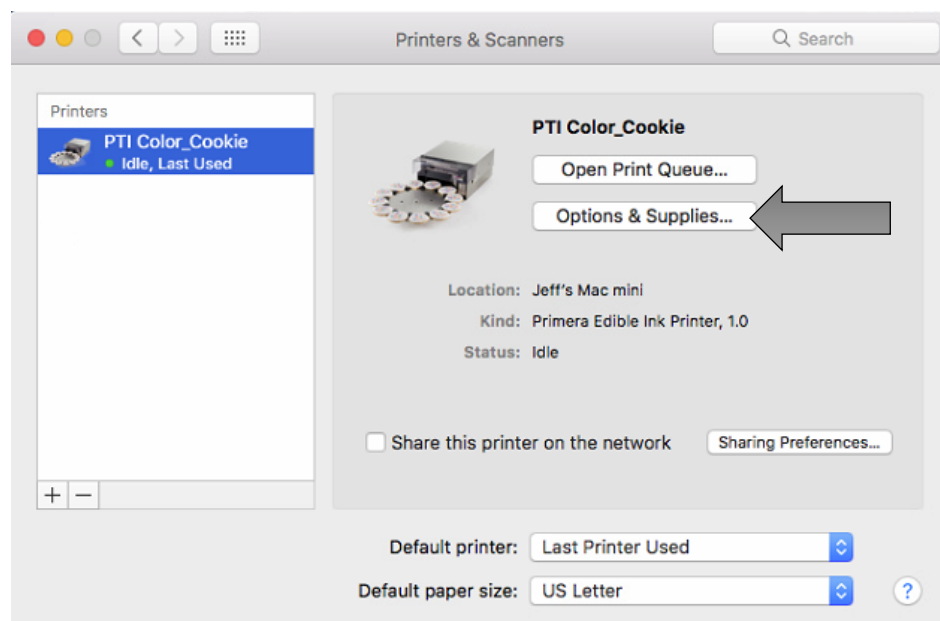 Printers & Scanners
Search
Printers
PTI Color_Cookie
Idle, Last Used
PTI Color_Cookie
Open Print Queue...
Options & Supplies...
Location: Jeff's Mac mini
Kind: Primera Edible Ink Printer, 1.0
Status: Idle
Share this printer on the network
Sharing Preferences...
+ −
Default printer: Last Printer Used
Default paper size: US Letter
?